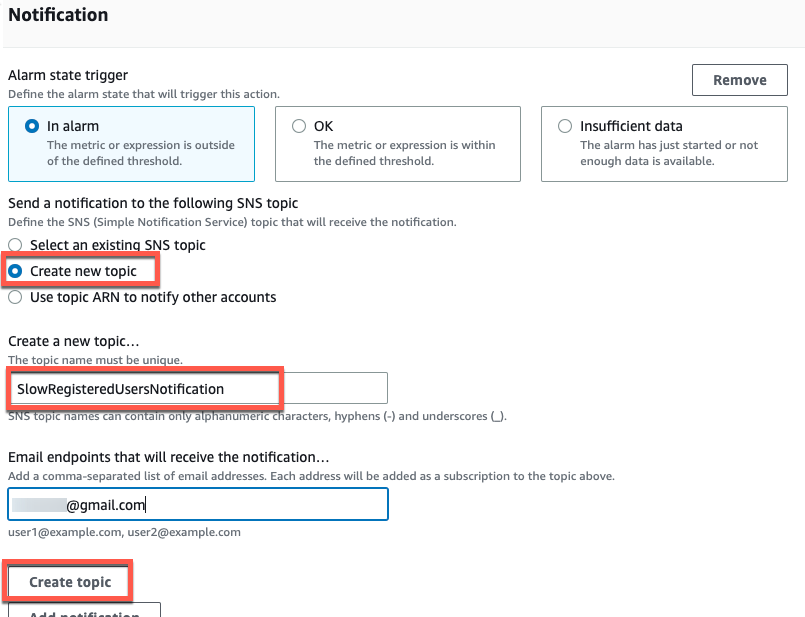 Notification
Alarm state trigger
Define the alarm state that will trigger this action.
Remove
In alarm
The metric or expression is outside
of the defined threshold.
OK
The metric or expression is within
the defined threshold.
Insufficient data
The alarm has just started or not
enough data is available.
Send a notification to the following SNS topic
Define the SNS (Simple Notification Service) topic that will receive the notification.
Select an existing SNS topic
Create new topic
Use topic ARN to notify other accounts
Create a new topic...
The topic name must be unique.
SlowRegisteredUsersNotification
SNS topic names can contain only alphanumeric characters, hyphens (-) and underscores (_).
Email endpoints that will receive the notification...
Add a comma-separated list of email addresses. Each address will be added as a subscription to the topic above.
@gmail.com
user1@example.com, user2@example.com
Create topic
Add notification